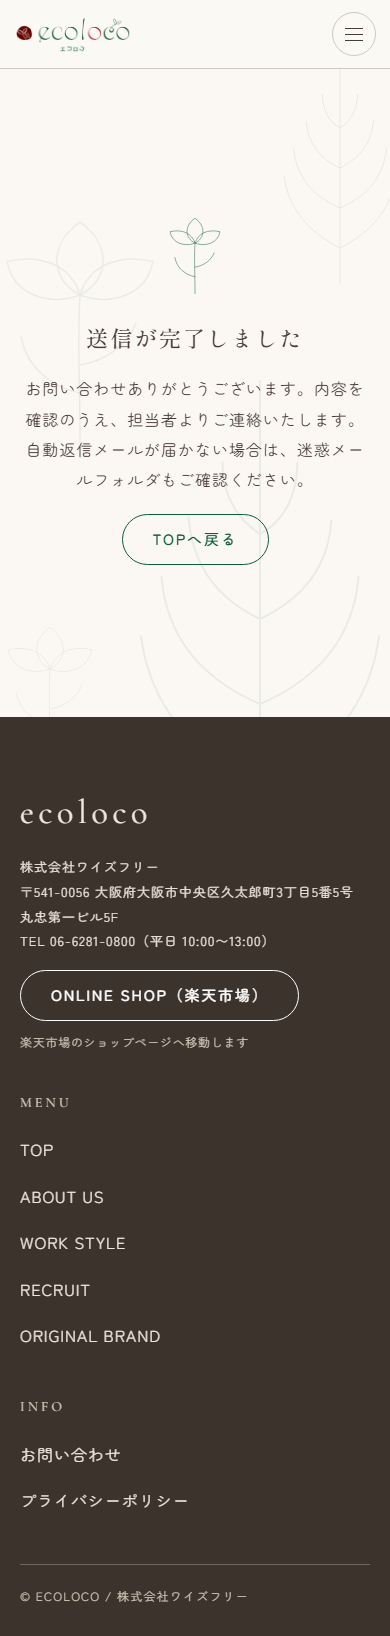 ecoloco
エコロコ
送信が完了しました
お問い合わせありがとうございます。内容を
確認のうえ、担当者よりご連絡いたします。
自動返信メールが届かない場合は、迷惑メー
ルフォルダもご確認ください。
TOPへ戻る
ecoloco
株式会社ワイズフリー
〒541-0056 大阪府大阪市中央区久太郎町3丁目5番5号
丸忠第一ビル5F
TEL 06-6281-0800（平日 10:00〜13:00）
ONLINE SHOP（楽天市場）
楽天市場のショップページへ移動します
MENU
TOP
ABOUT US
WORK STYLE
RECRUIT
ORIGINAL BRAND
INFO
お問い合わせ
プライバシーポリシー
© ECOLOCO / 株式会社ワイズフリー